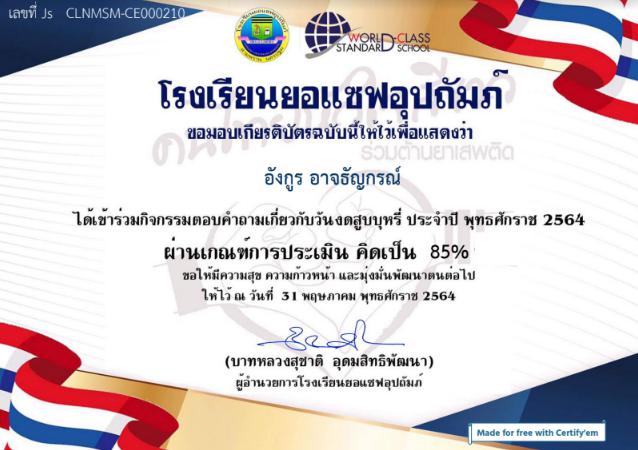 เลขที่ Js CLNMSM-CE000210
WORLD-CLASS
STANDARD SCHOOL
โรงเรียนยอแซฟอุปถัมภ์
ขอมอบเกียรติบัตรฉบับนี้ให้ไว้เพื่อแสดงว่า
ร่วมต้านยาเสพติด
อังกูร อาจธัญกรณ์
ได้เข้าร่วมกิจกรรมตอบคำถามเกี่ยวกับวันงดสูบบุหรี่ ประจำปี พุทธศักราช 2564
ผ่านเกณฑ์การประเมิน คิดเป็น 85%
ขอให้มีความสุข ความก้าวหน้า และมุ่งมั่นพัฒนาตนต่อไป
ให้ไว้ ณ วันที่ 31 พฤษภาคม พุทธศักราช 2564
(บาทหลวงสุชาติ อุดมสิทธิพัฒนา)
ผู้อำนวยการโรงเรียนยอแซฟอุปถัมภ์
Made for free with Certify'em